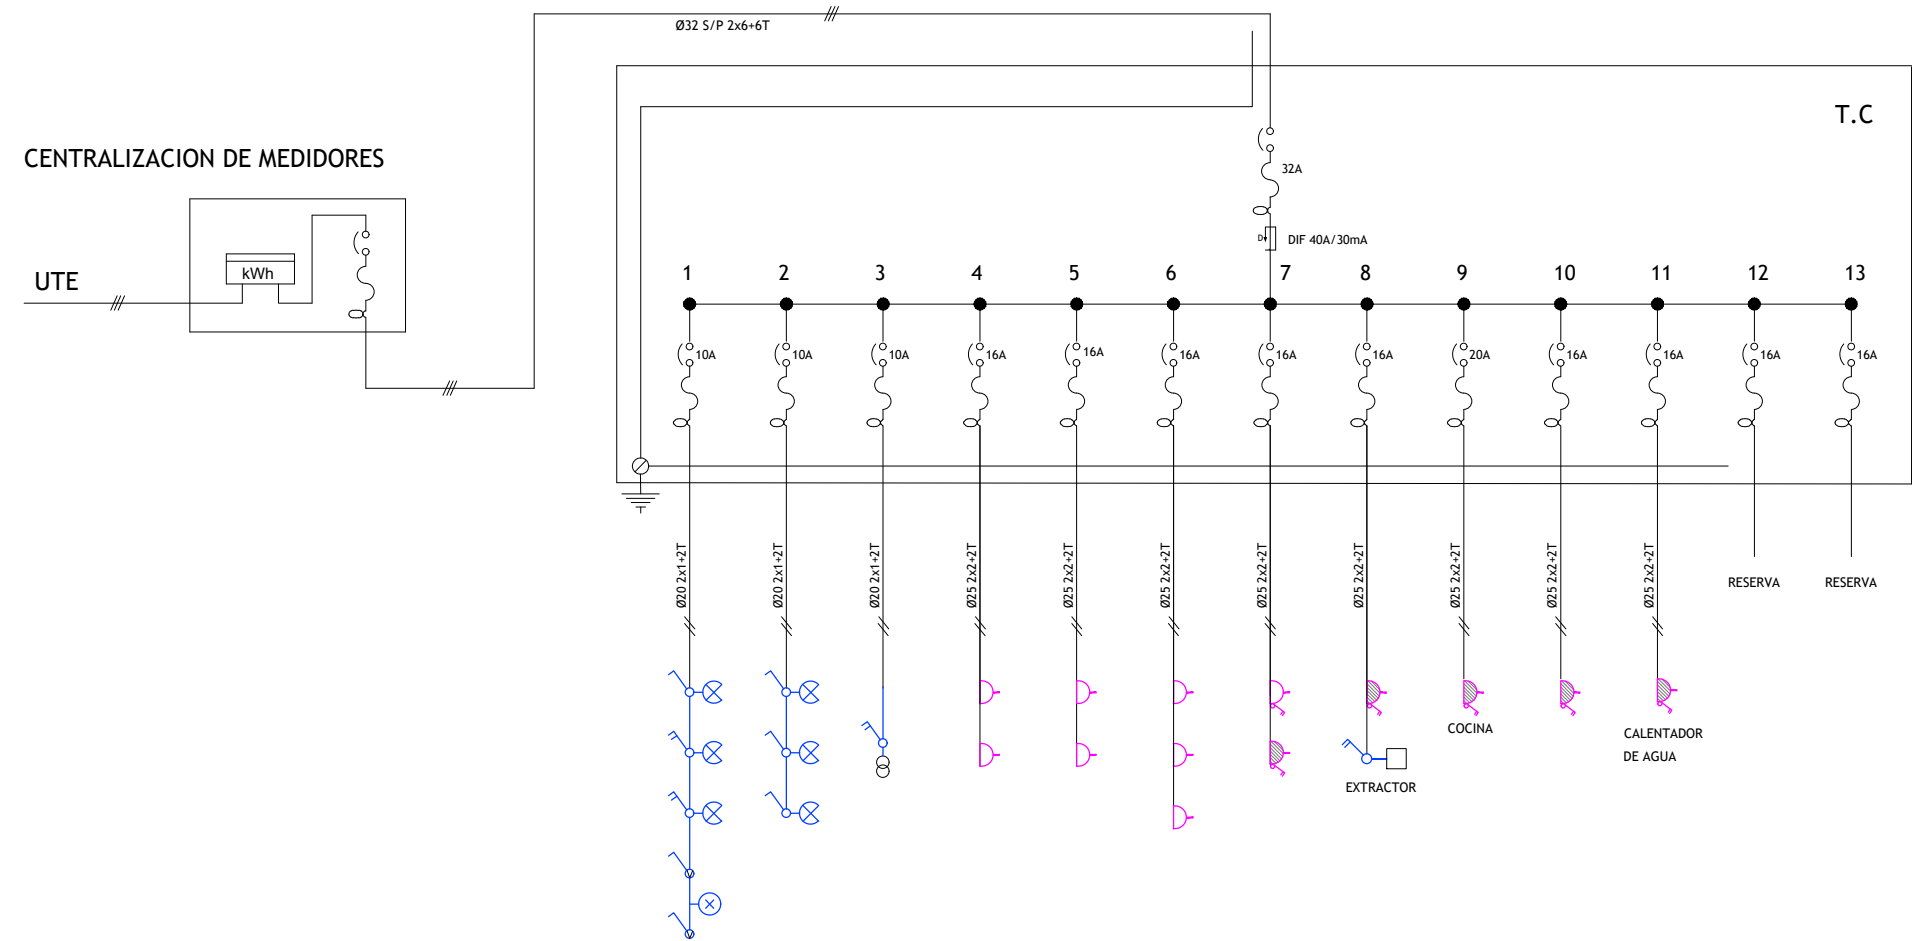 Ø32 S/P 2x6+6T
T.C
CENTRALIZACION DE MEDIDORES
32A
D
DIF 40A/30mA
UTE
kWh
1 2 3 4 5 6 7 8 9 10 11 12 13
10A 10A 10A 16A 16A 16A 16A 16A 20A 16A 16A 16A 16A
Ø20 2x1+2T
Ø20 2x1+2T
Ø20 2x1+2T
Ø25 2x2+2T
Ø25 2x2+2T
Ø25 2x2+2T
Ø25 2x2+2T
Ø25 2x2+2T
Ø25 2x2+2T
Ø25 2x2+2T
Ø25 2x2+2T
RESERVA
RESERVA
COCINA
CALENTADOR
DE AGUA
EXTRACTOR